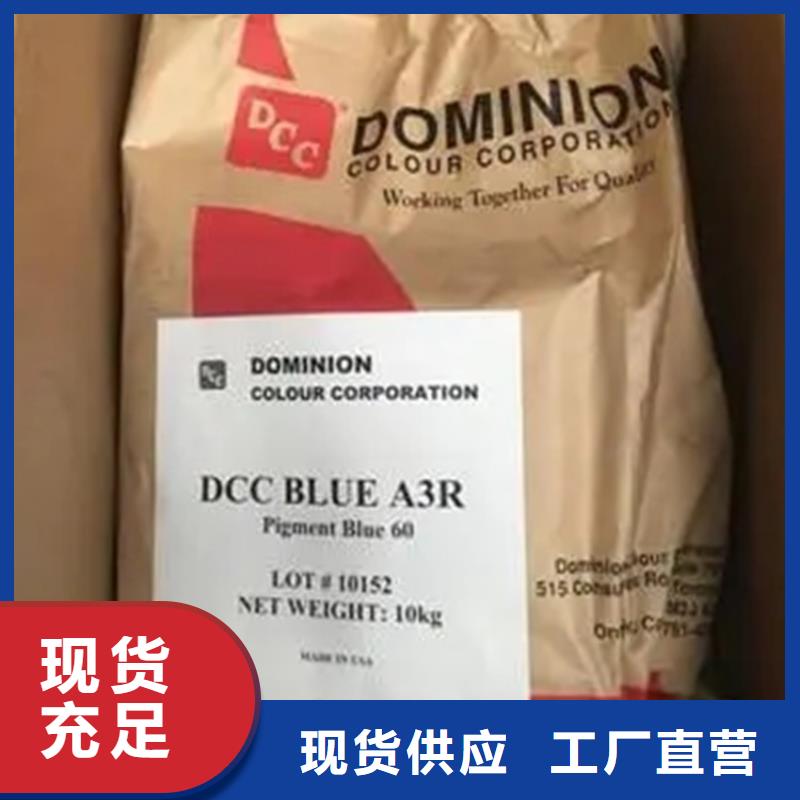 DCC
DOMINION
COLOUR CORPORATION
Working Together For Quality
DCC
DOMINION
COLOUR CORPORATION
DCC BLUE A3R
Pigment Blue 60
LOT # 10152
NET WEIGHT: 10kg
MADE IN USA
Dominion
515
现货
充足
现货供应 工厂直营